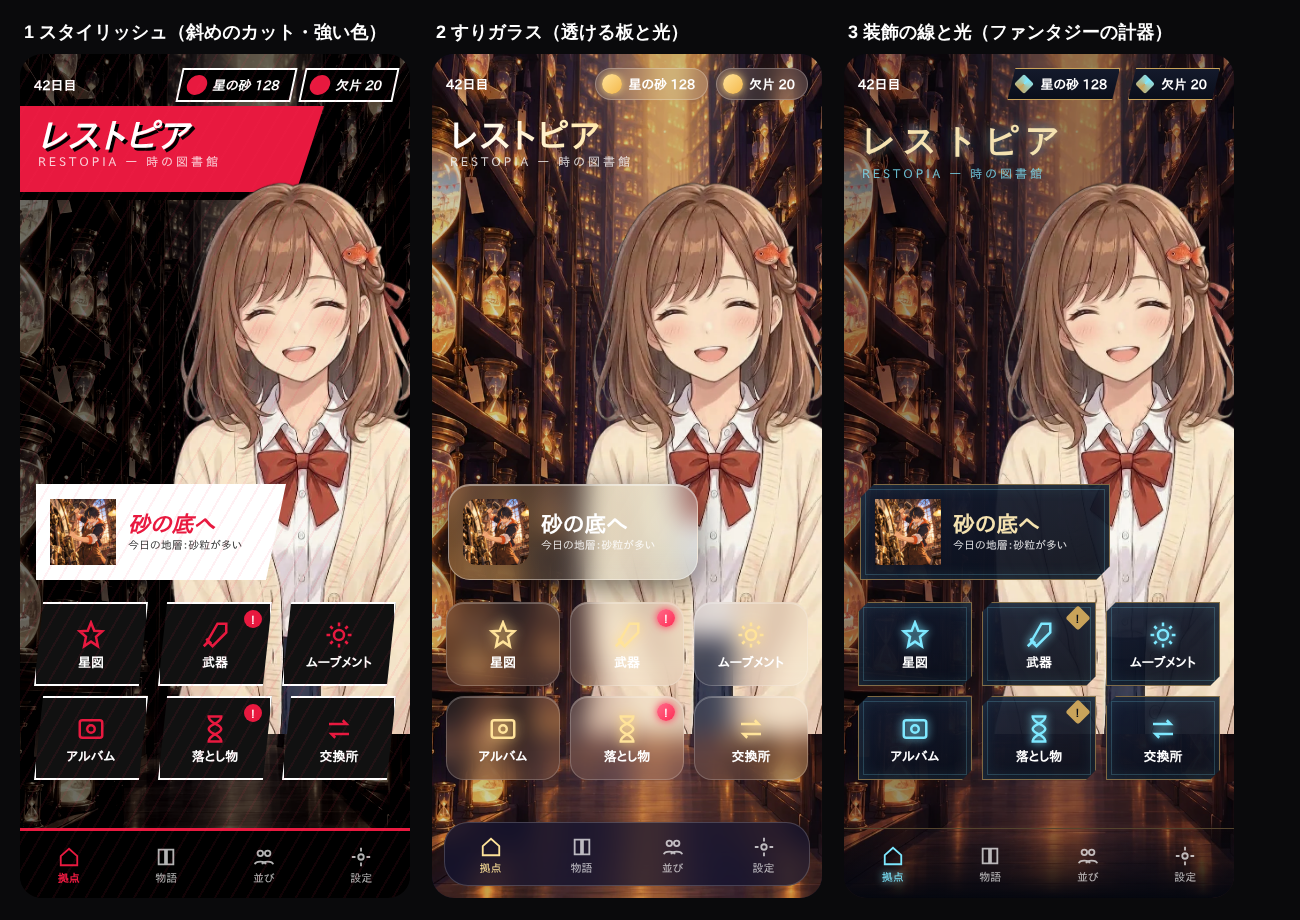 1 スタイリッシュ（斜めのカット・強い色）
42日目
星の砂 128
欠片 20
レストピア
RESTOPIA — 時の図書館
砂の底へ
今日の地層:砂粒が多い
星図
!
武器
ムーブメント
アルバム
!
落とし物
交換所
拠点
物語
並び
設定
2 すりガラス（透ける板と光）
42日目
星の砂 128
欠片 20
レストピア
RESTOPIA — 時の図書館
砂の底へ
今日の地層:砂粒が多い
星図
!
武器
ムーブメント
アルバム
!
落とし物
交換所
拠点
物語
並び
設定
3 装飾の線と光（ファンタジーの計器）
42日目
星の砂 128
欠片 20
レストピア
RESTOPIA — 時の図書館
砂の底へ
今日の地層:砂粒が多い
星図
!
武器
ムーブメント
アルバム
!
落とし物
交換所
拠点
物語
並び
設定